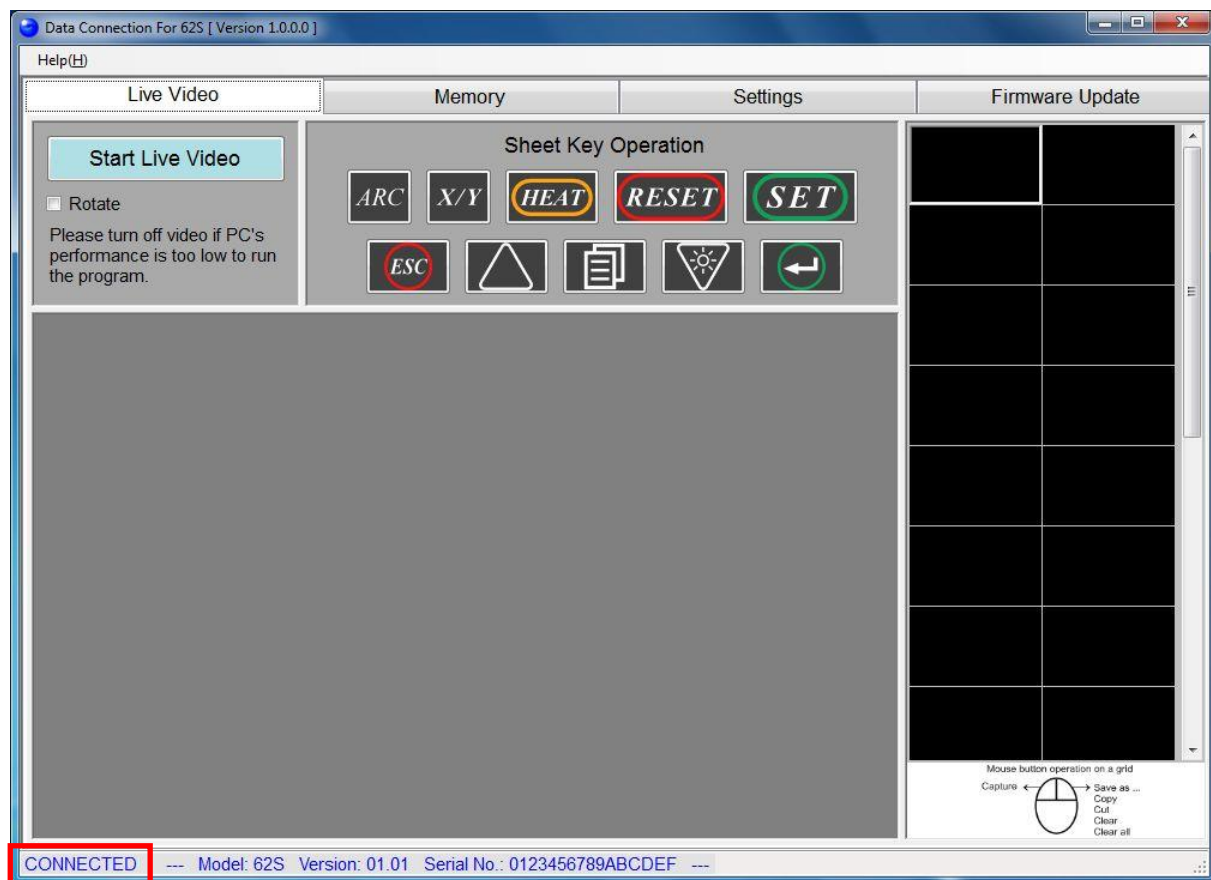 Data Connection For 62S [ Version 1.0.0.0 ]
Help(H)
Live Video
Memory
Settings
Firmware Update
Start Live Video
Rotate
Please turn off video if PC's
performance is too low to run
the program.
Sheet Key Operation
ARC X/Y HEAT RESET SET
ESC
Mouse button operation on a grid
Capture
Save as ...
Copy
Cut
Clear
Clear all
CONNECTED --- Model: 62S Version: 01.01 Serial No.: 0123456789ABCDEF ---